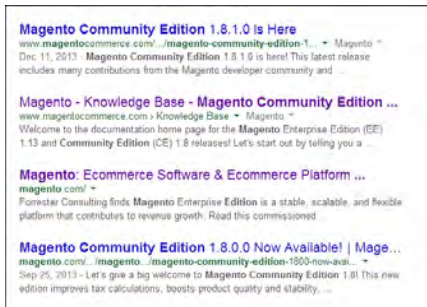 Magento Community Edition 1.8.1.0 Is Here
www.magentocommerce.com/.../magento-community-edition-1... ▾ Magento ▾
Dec 11, 2013 - Magento Community Edition 1.8.1.0 is here! This latest release
includes many contributions from the Magento developer community and ...
Magento - Knowledge Base - Magento Community Edition ...
www.magentocommerce.com › Knowledge Base ▾ Magento ▾
Welcome to the documentation home page for the Magento Enterprise Edition (EE)
1.13 and Community Edition (CE) 1.8 releases! Let's start out by telling you a ...
Magento: Ecommerce Software & Ecommerce Platform ...
magento.com/ ▾
Forrester Consulting finds Magento Enterprise Edition is a stable, scalable, and flexible
platform that contributes to revenue growth. Read this commissioned ...
Magento Community Edition 1.8.0.0 Now Available! | Mage...
magento.com/.../magento.../magento-community-edition-1800-now-avai... ▾
Sep 25, 2013 - Let's give a big welcome to Magento Community Edition 1.8! This new
edition improves tax calculations, boosts product quality and stability, ...